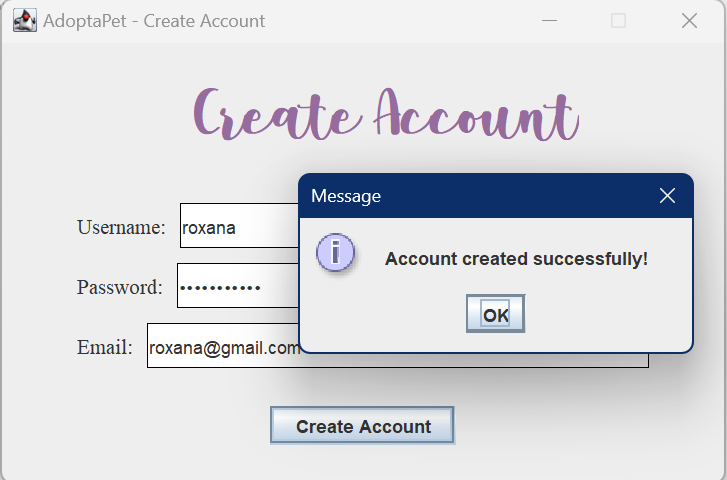 AdoptaPet - Create Account
Create Account
Message
Username: roxana
Account created successfully!
Password: •••••••••••
OK
Email: roxana@gmail.com
Create Account